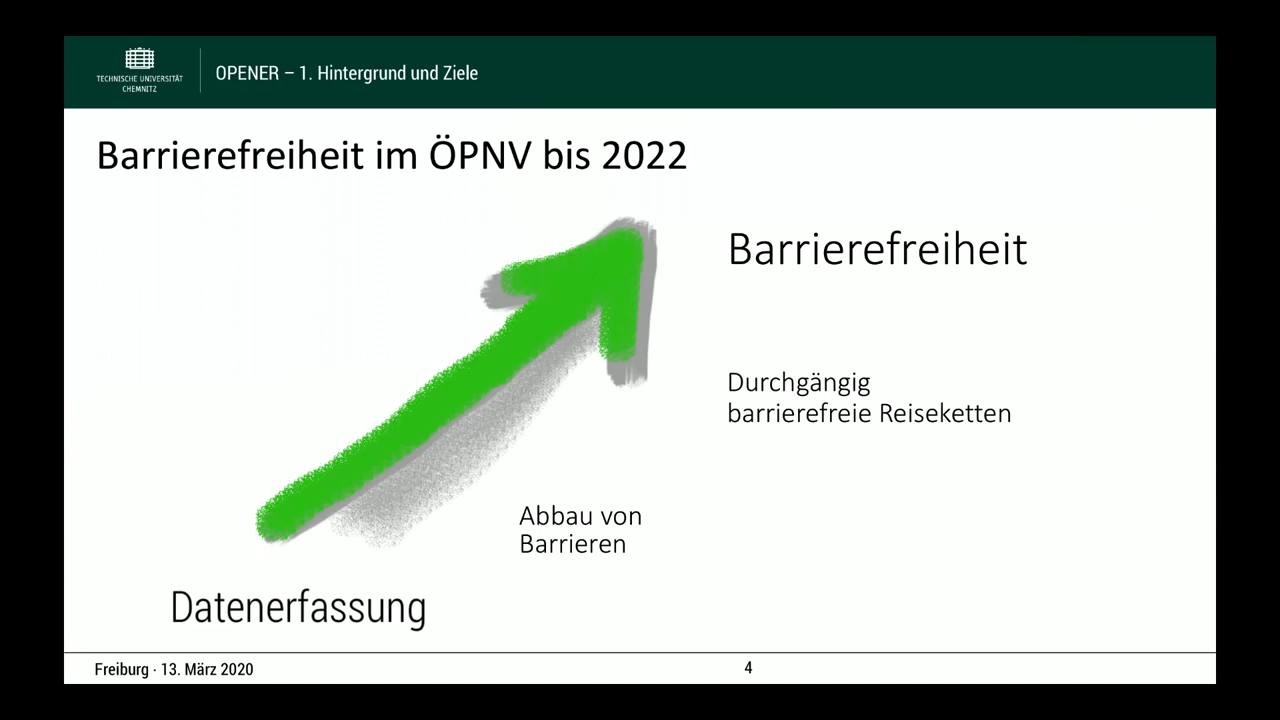 TECHNISCHE UNIVERSITÄT
CHEMNITZ
OPENER – 1. Hintergrund und Ziele
Barrierefreiheit im ÖPNV bis 2022
Barrierefreiheit
Durchgängig
barrierefreie Reiseketten
Abbau von
Barrieren
Datenerfassung
Freiburg · 13. März 2020
4